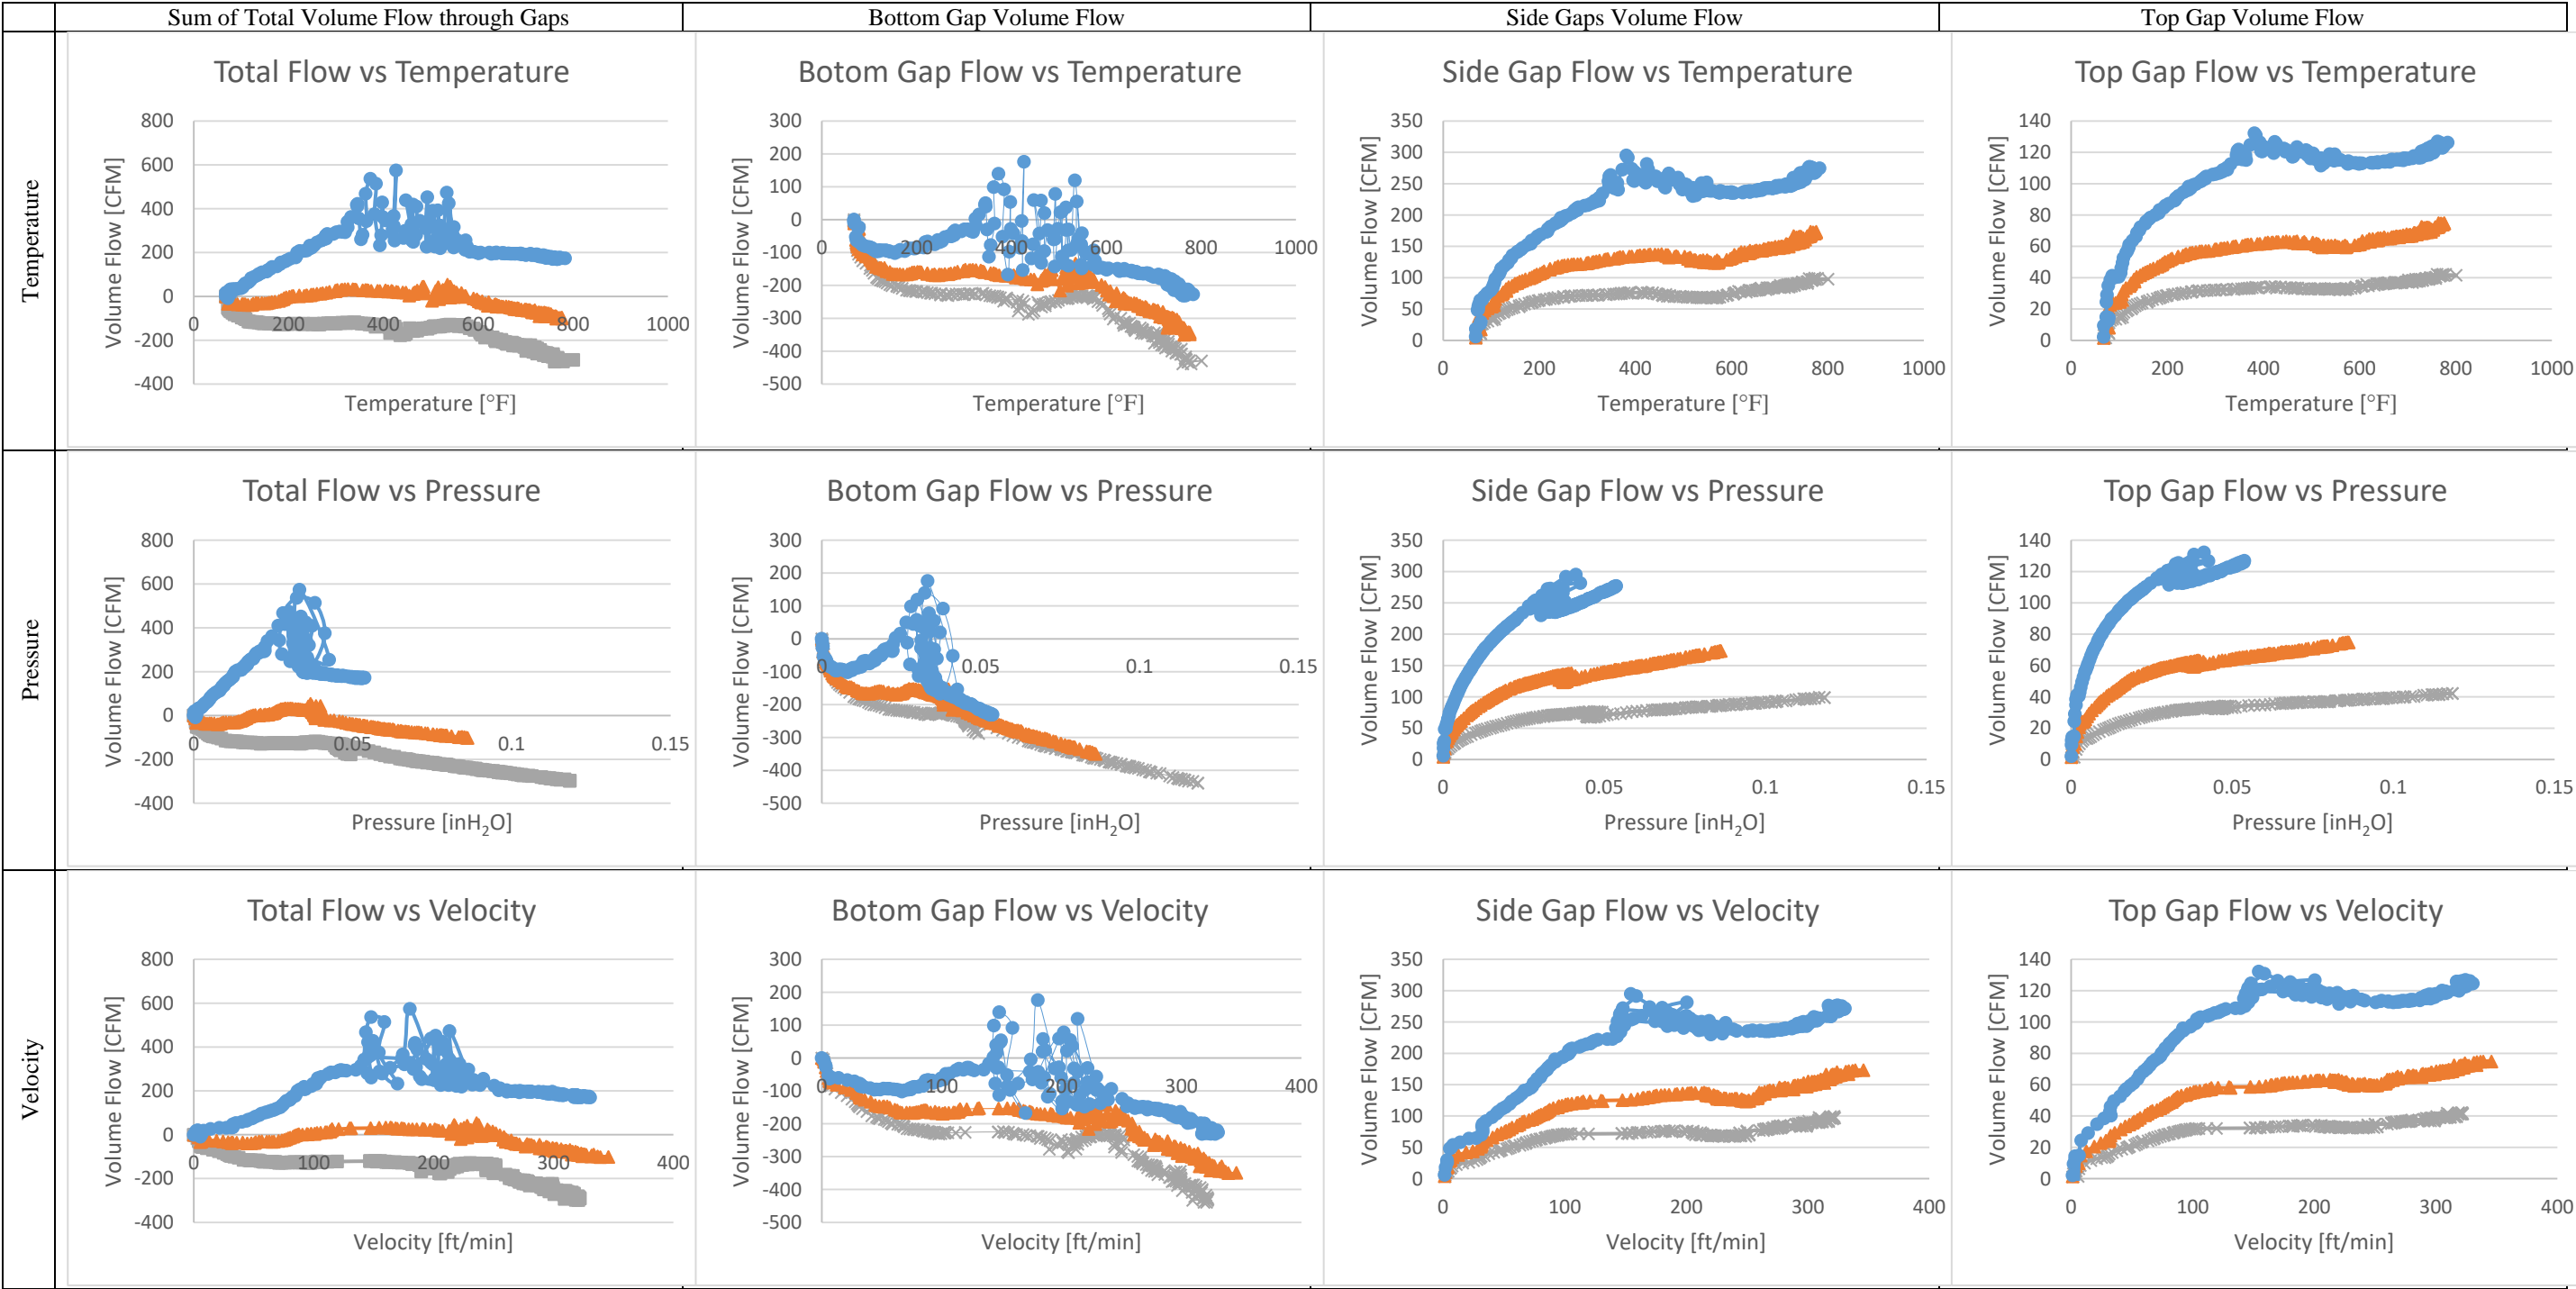 Sum of Total Volume Flow through Gaps
Bottom Gap Volume Flow
Side Gaps Volume Flow
Top Gap Volume Flow
Temperature
Total Flow vs Temperature
800
600
400
200
0
-200
-400
0 200 400 600 800 1000
Volume Flow [CFM]
Temperature [°F]
Botom Gap Flow vs Temperature
300
200
100
0
-100
-200
-300
-400
-500
0 200 400 600 800 1000
Volume Flow [CFM]
Temperature [°F]
Side Gap Flow vs Temperature
350
300
250
200
150
100
50
0
0 200 400 600 800 1000
Volume Flow [CFM]
Temperature [°F]
Top Gap Flow vs Temperature
140
120
100
80
60
40
20
0
0 200 400 600 800 1000
Volume Flow [CFM]
Temperature [°F]
Pressure
Total Flow vs Pressure
800
600
400
200
0
-200
-400
0 0.05 0.1 0.15
Volume Flow [CFM]
Pressure [inH₂O]
Botom Gap Flow vs Pressure
300
200
100
0
-100
-200
-300
-400
-500
0 0.05 0.1 0.15
Volume Flow [CFM]
Pressure [inH₂O]
Side Gap Flow vs Pressure
350
300
250
200
150
100
50
0
0 0.05 0.1 0.15
Volume Flow [CFM]
Pressure [inH₂O]
Top Gap Flow vs Pressure
140
120
100
80
60
40
20
0
0 0.05 0.1 0.15
Volume Flow [CFM]
Pressure [inH₂O]
Velocity
Total Flow vs Velocity
800
600
400
200
0
-200
-400
0 100 200 300 400
Volume Flow [CFM]
Velocity [ft/min]
Botom Gap Flow vs Velocity
300
200
100
0
-100
-200
-300
-400
-500
0 100 200 300 400
Volume Flow [CFM]
Velocity [ft/min]
Side Gap Flow vs Velocity
350
300
250
200
150
100
50
0
0 100 200 300 400
Volume Flow [CFM]
Velocity [ft/min]
Top Gap Flow vs Velocity
140
120
100
80
60
40
20
0
0 100 200 300 400
Volume Flow [CFM]
Velocity [ft/min]